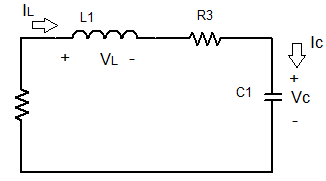 IL
L1
R3
+ VL -
Ic
C1
+
Vc
-